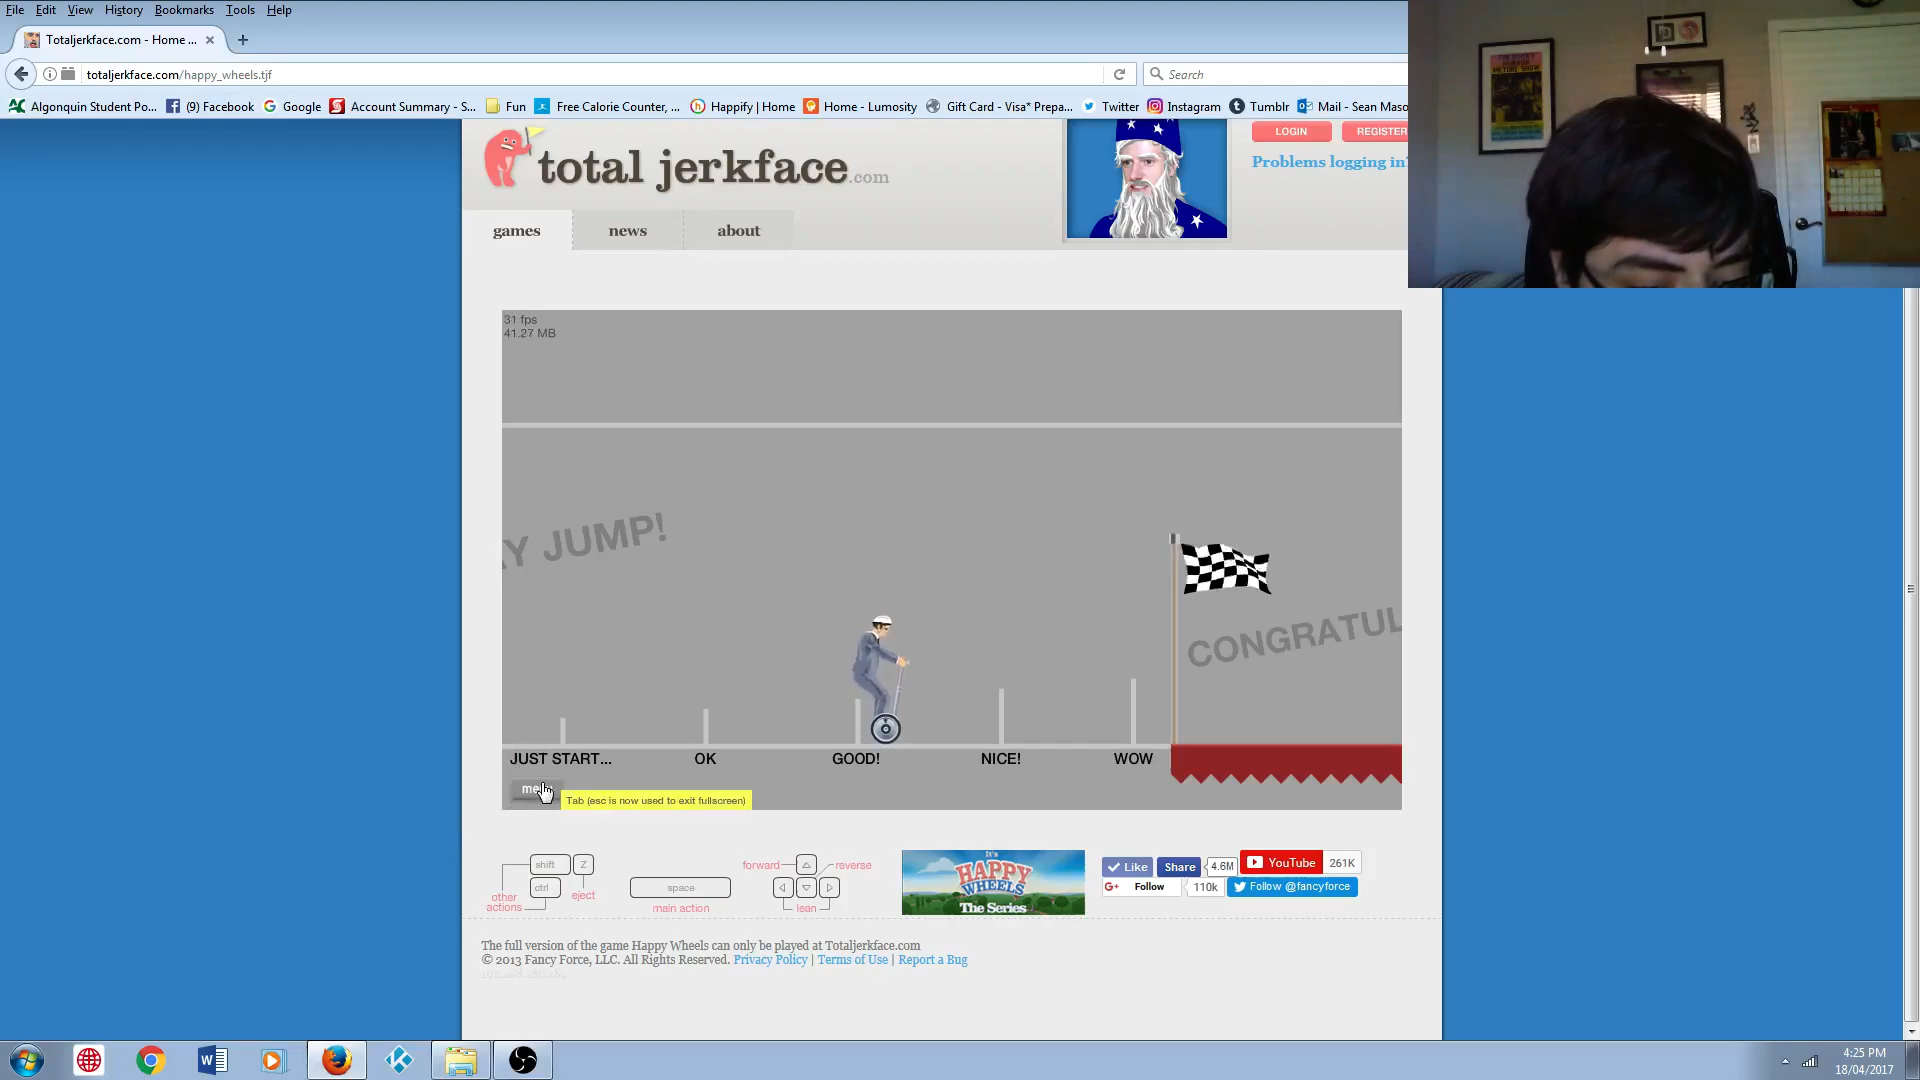 File Edit View History Bookmarks Tools Help
Totaljerkface.com - Home ...
totaljerkface.com/happy_wheels.tjf
Search
Algonquin Student Po... (9) Facebook Google Account Summary - S... Fun Free Calorie Counter, ... Happify | Home Home - Lumosity Gift Card - Visa* Prepa... Twitter Instagram Tumblr Mail - Sean Maso
total jerkface.com
LOGIN REGISTER
Problems logging in?
games news about
31 fps
41.27 MB
Y JUMP!
CONGRATUL
JUST START... OK GOOD! NICE! WOW
Tab (esc is now used to exit fullscreen)
shift Z
ctrl
other actions
eject
space
main action
forward reverse
lean
It's
HAPPY
WHEELS
The Series
Like Share 4.6M YouTube 261K
Follow 110k Follow @fancyforce
The full version of the game Happy Wheels can only be played at Totaljerkface.com
© 2013 Fancy Force, LLC. All Rights Reserved. Privacy Policy | Terms of Use | Report a Bug
4:25 PM
18/04/2017